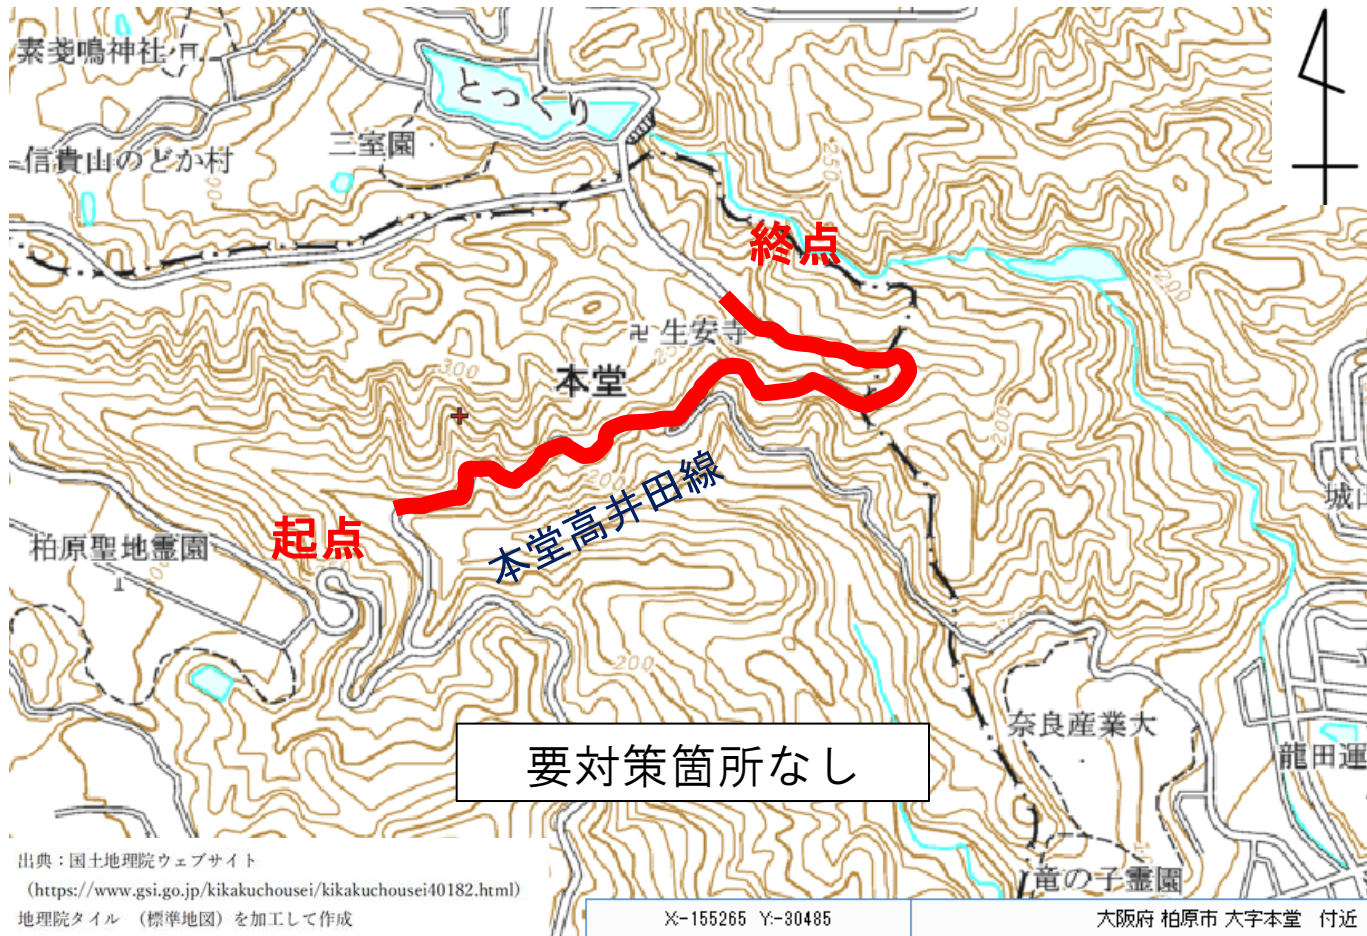 素戔嗚神社
とっくり
三室園
信貴山のどか村
250
200
終点
200
卍 生安寺
300
本堂
200
200
城山
本堂高井田線
起点
柏原聖地霊園
200
奈良産業大
龍田運
要対策箇所なし
竜の子霊園
出典：国土地理院ウェブサイト
（https://www.gsi.go.jp/kikakuchousei/kikakuchousei40182.html）
地理院タイル （標準地図）を加工して作成
X:-155265 Y:-30485
大阪府 柏原市 大字本堂 付近